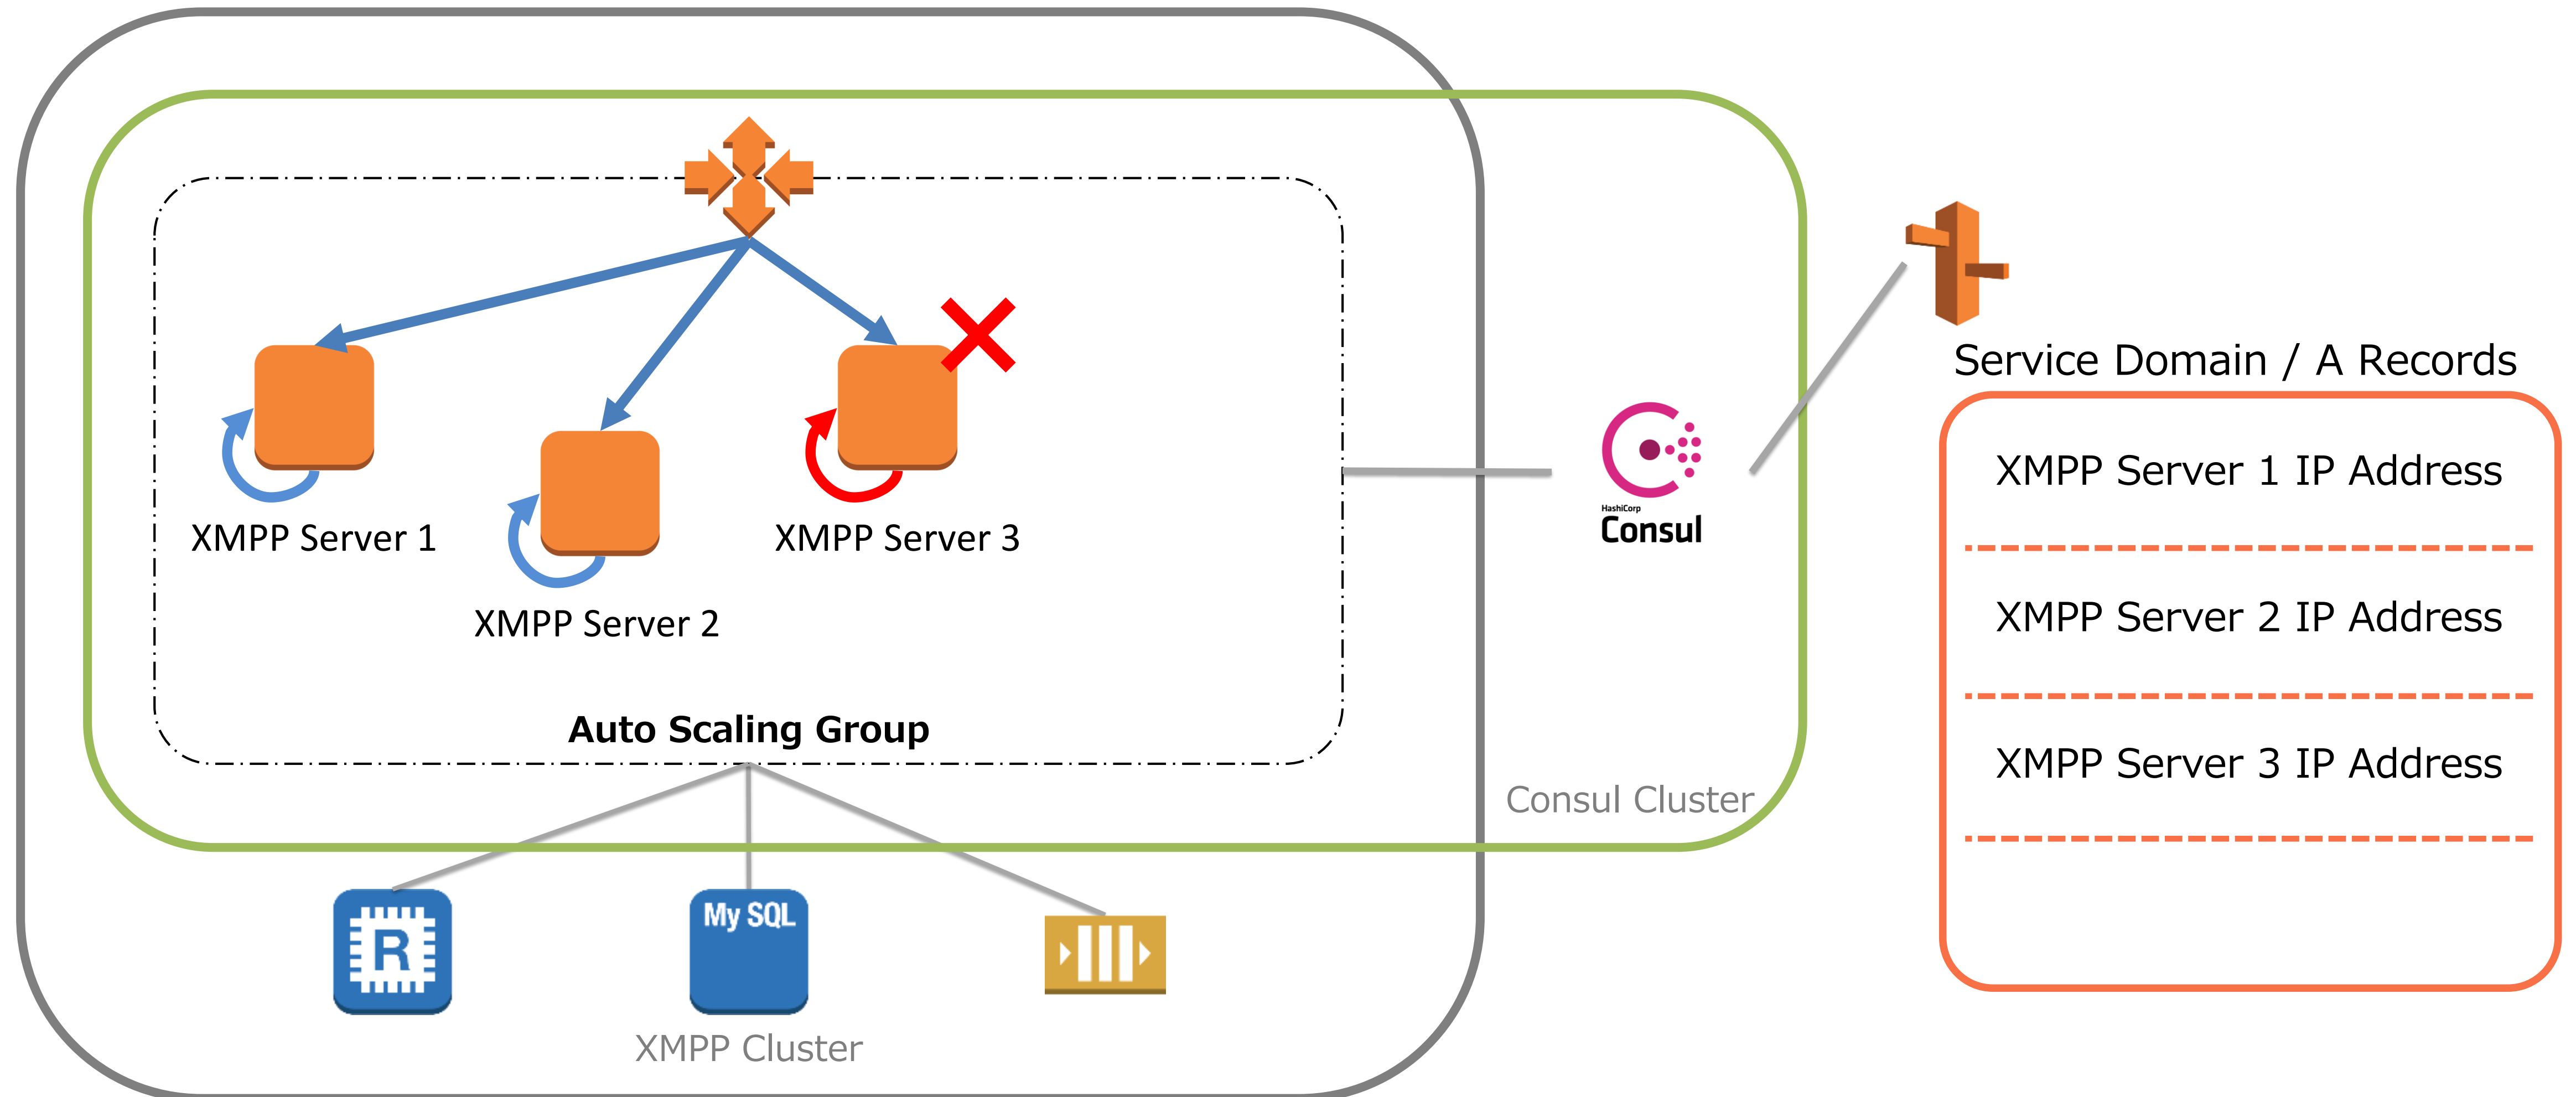 XMPP Server 1
XMPP Server 2
XMPP Server 3
Auto Scaling Group
R
My SQL
XMPP Cluster
HashiCorp
Consul
Consul Cluster
Service Domain / A Records
XMPP Server 1 IP Address
XMPP Server 2 IP Address
XMPP Server 3 IP Address